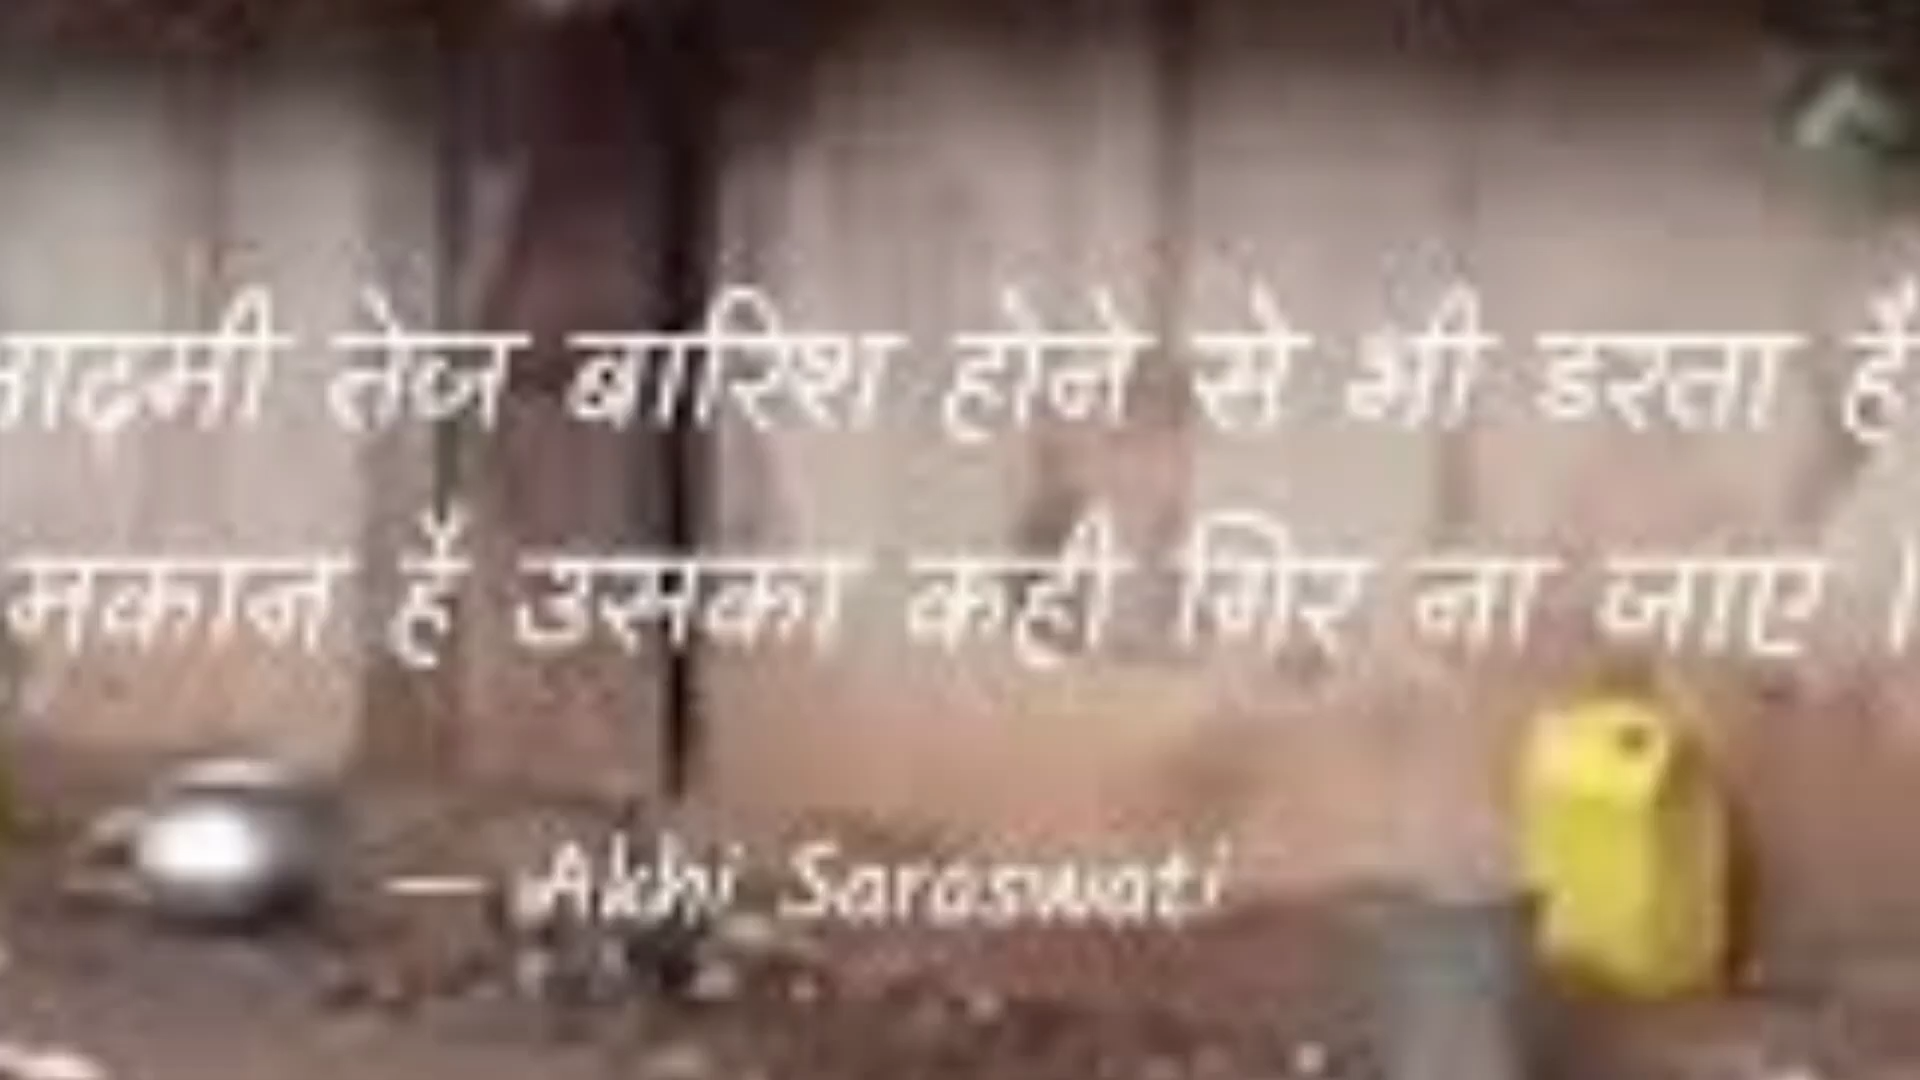 आदमी तेज बारिश होने से भी डरता है
मकान है उसका कही गिर ना जाए ।
— Akhi Saraswati